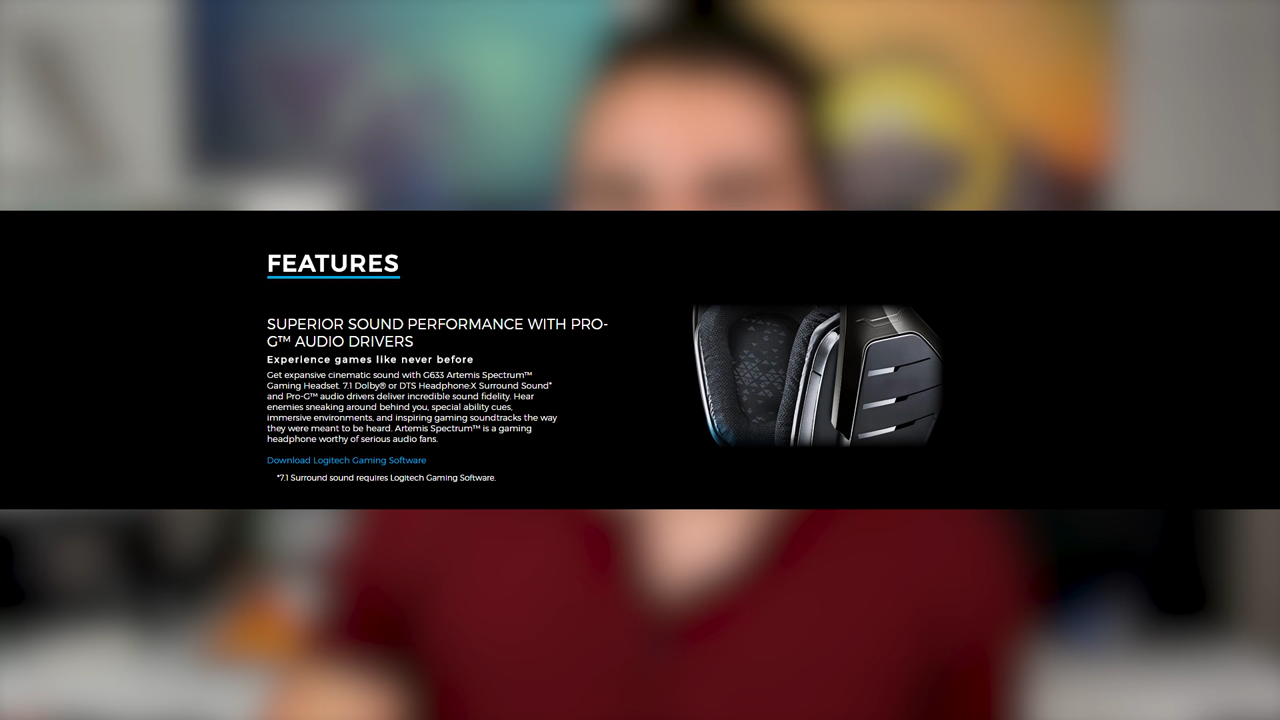 FEATURES
SUPERIOR SOUND PERFORMANCE WITH PRO-
G™ AUDIO DRIVERS
Experience games like never before
Get expansive cinematic sound with G633 Artemis Spectrum™
Gaming Headset. 7.1 Dolby® or DTS Headphone:X Surround Sound*
and Pro-G™ audio drivers deliver incredible sound fidelity. Hear
enemies sneaking around behind you, special ability cues,
immersive environments, and inspiring gaming soundtracks the way
they were meant to be heard. Artemis Spectrum™ is a gaming
headphone worthy of serious audio fans.
Download Logitech Gaming Software
*7.1 Surround sound requires Logitech Gaming Software.